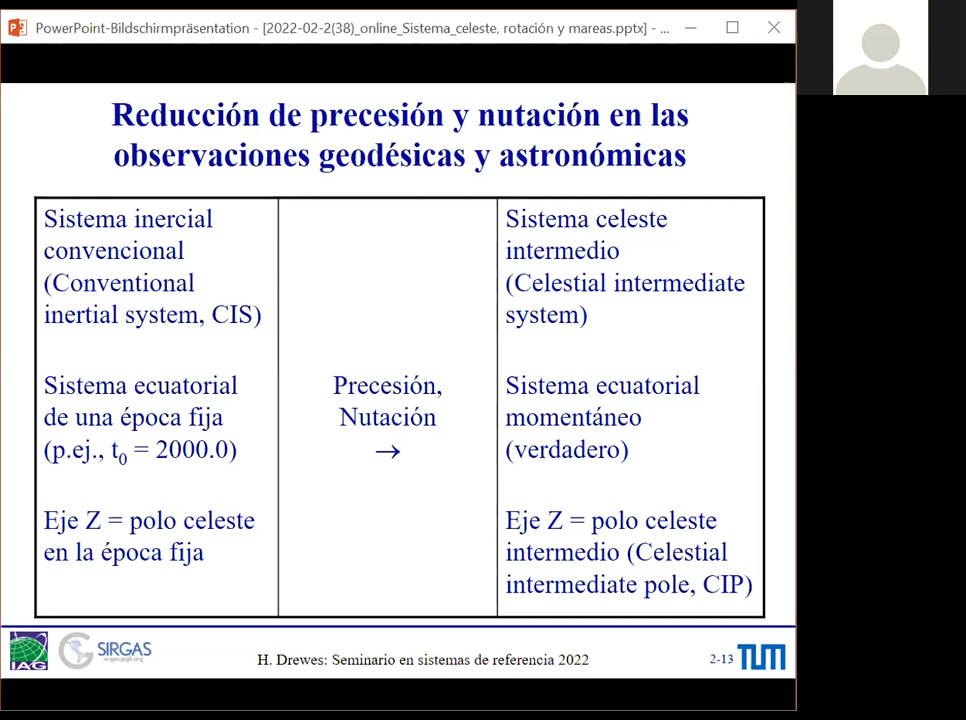 PowerPoint-Bildschirmpräsentation - [2022-02-2(38)_online_Sistema_celeste, rotación y mareas.pptx] - ...
Reducción de precesión y nutación en las
observaciones geodésicas y astronómicas
Sistema inercial
convencional
(Conventional
inertial system, CIS)
Sistema ecuatorial
de una época fija
(p.ej., t₀ = 2000.0)
Eje Z = polo celeste
en la época fija
Precesión,
Nutación
→
Sistema celeste
intermedio
(Celestial intermediate
system)
Sistema ecuatorial
momentáneo
(verdadero)
Eje Z = polo celeste
intermedio (Celestial
intermediate pole, CIP)
IAG
SIRGAS
H. Drewes: Seminario en sistemas de referencia 2022
2-13
TUM